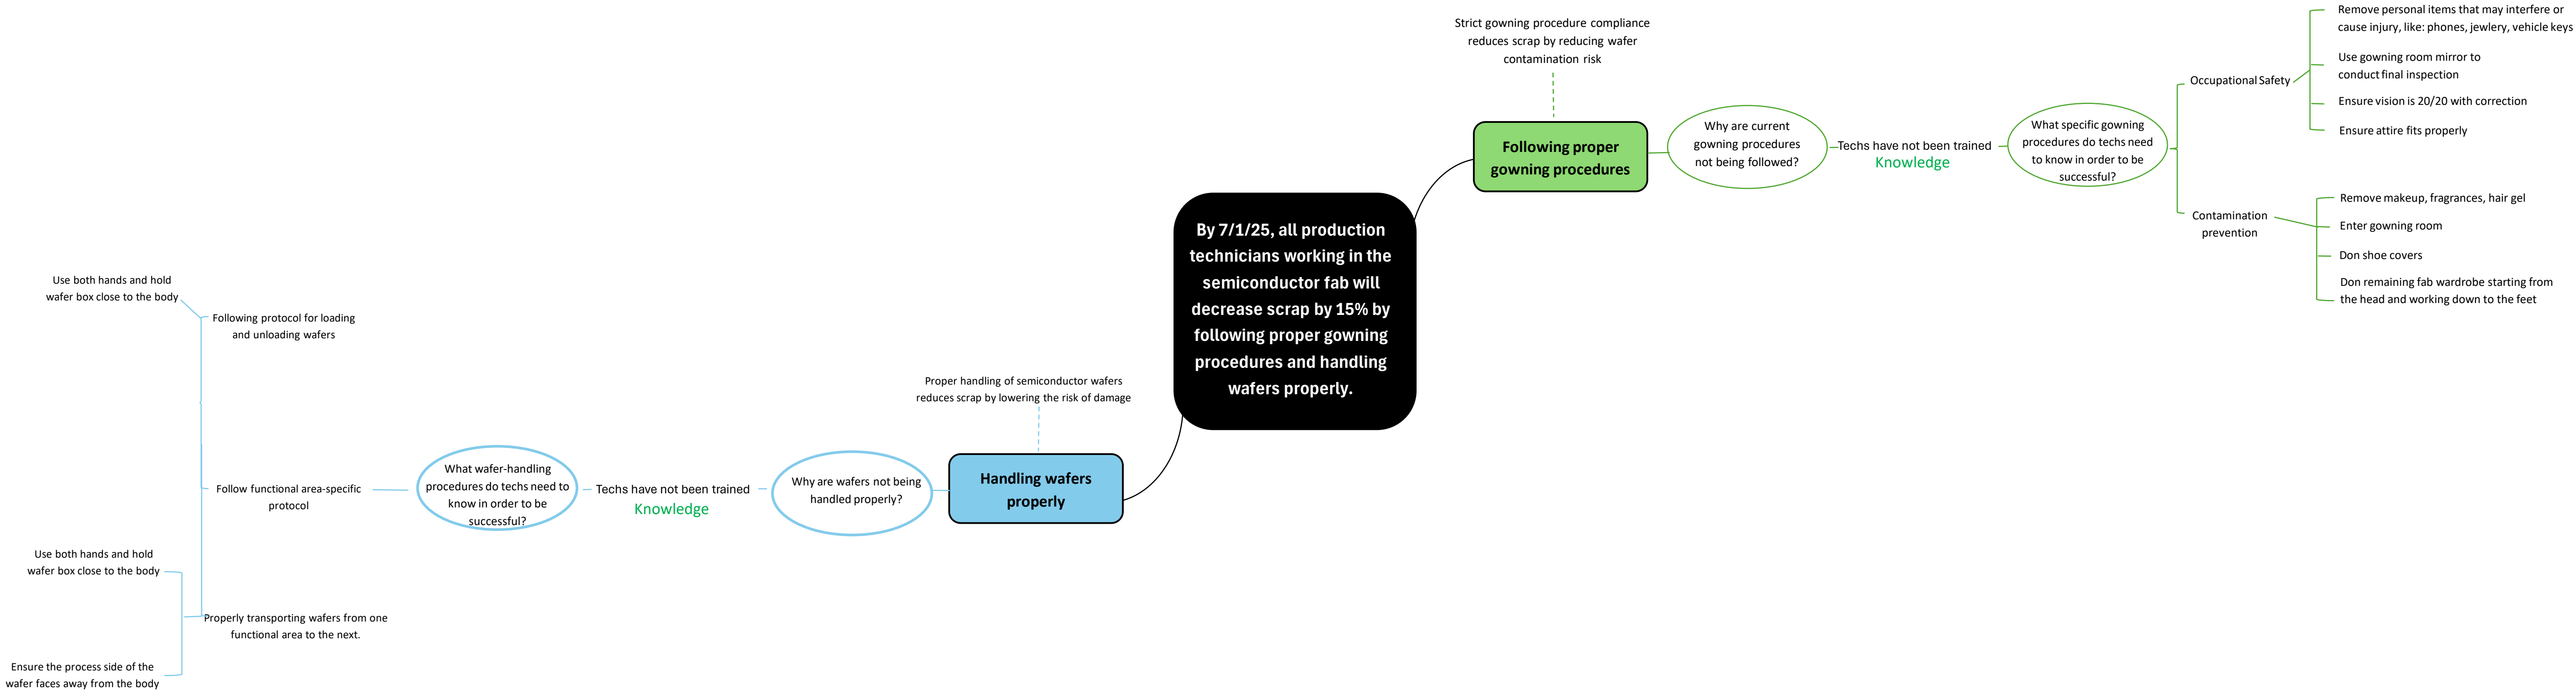 Strict gowning procedure compliance
reduces scrap by reducing wafer
contamination risk
Following proper
gowning procedures
Why are current
gowning procedures
not being followed?
Techs have not been trained
Knowledge
What specific gowning
procedures do techs need
to know in order to be
successful?
Occupational Safety
Remove personal items that may interfere or
cause injury, like: phones, jewlery, vehicle keys
Use gowning room mirror to
conduct final inspection
Ensure vision is 20/20 with correction
Ensure attire fits properly
Contamination
prevention
Remove makeup, fragrances, hair gel
Enter gowning room
Don shoe covers
Don remaining fab wardrobe starting from
the head and working down to the feet
By 7/1/25, all production
technicians working in the
semiconductor fab will
decrease scrap by 15% by
following proper gowning
procedures and handling
wafers properly.
Proper handling of semiconductor wafers
reduces scrap by lowering the risk of damage
Handling wafers
properly
Why are wafers not being
handled properly?
Techs have not been trained
Knowledge
What wafer-handling
procedures do techs need to
know in order to be
successful?
Use both hands and hold
wafer box close to the body
Following protocol for loading
and unloading wafers
Follow functional area-specific
protocol
Use both hands and hold
wafer box close to the body
Properly transporting wafers from one
functional area to the next.
Ensure the process side of the
wafer faces away from the body